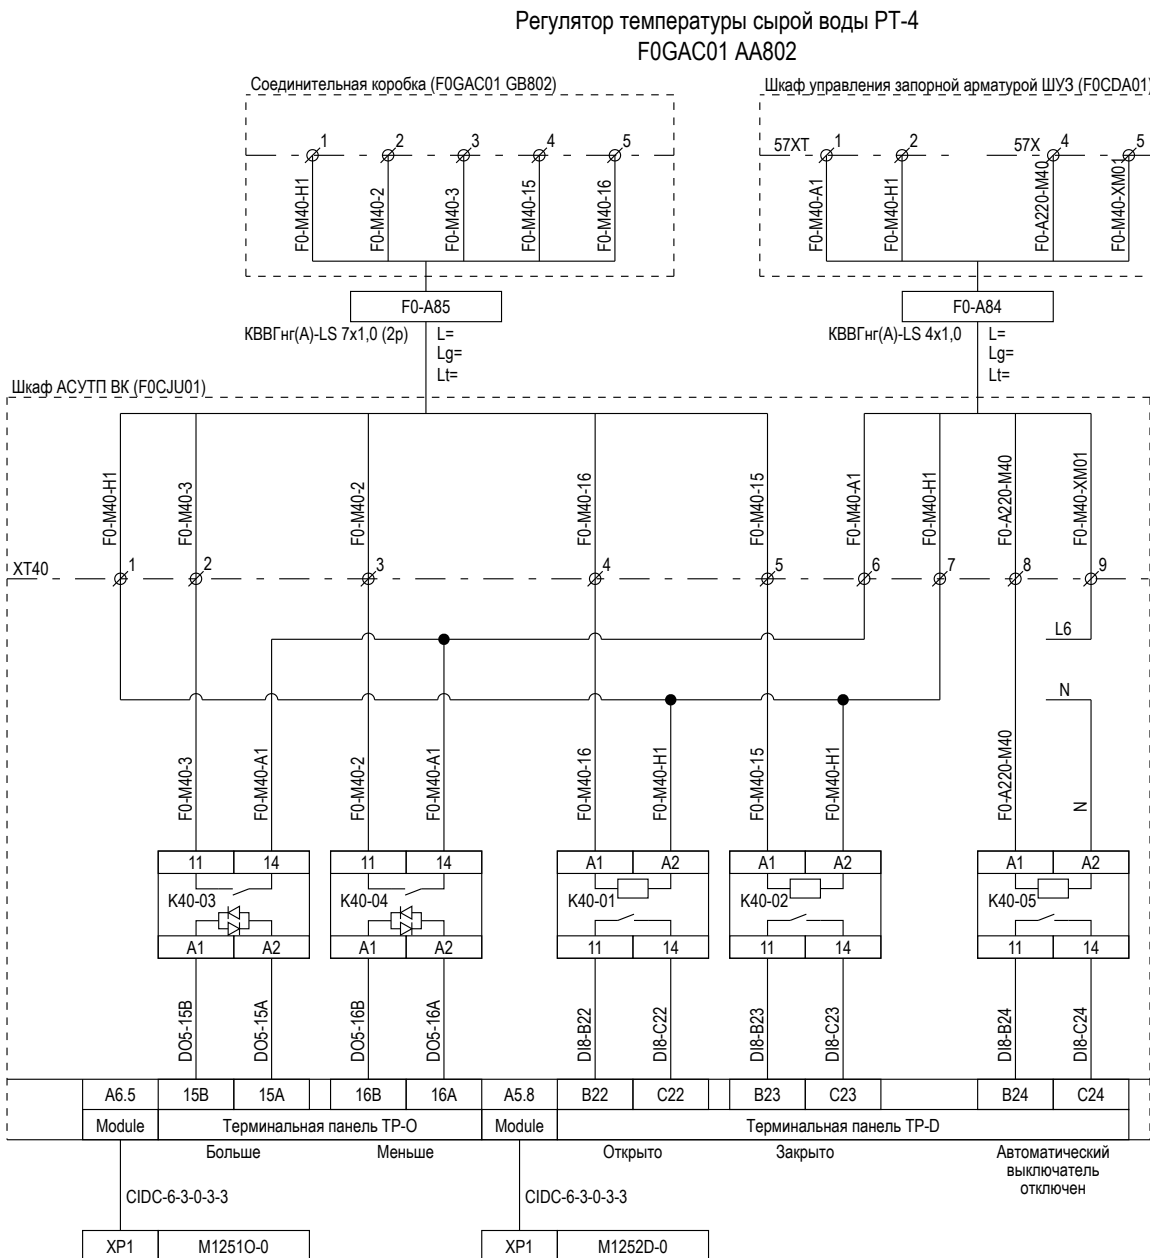 Регулятор температуры сырой воды РТ-4
F0GAC01 AA802
Соединительная коробка (F0GAC01 GB802)
Шкаф управления запорной арматурой ШУЗ (F0CDA01)
1 2 3 4 5
57XT 1 2 57X 4 5
F0-M40-H1 F0-M40-2 F0-M40-3 F0-M40-15 F0-M40-16
F0-M40-A1 F0-M40-H1 F0-A220-M40 F0-M40-XM01
F0-A85
F0-A84
КВВГнг(А)-LS 7х1,0 (2р)
L=
Lg=
Lt=
КВВГнг(А)-LS 4х1,0
L=
Lg=
Lt=
Шкаф АСУТП ВК (F0CJU01)
F0-M40-H1 F0-M40-3 F0-M40-2 F0-M40-16 F0-M40-15 F0-M40-A1 F0-M40-H1 F0-A220-M40 F0-M40-XM01
XT40 1 2 3 4 5 6 7 8 9
L6
N
F0-M40-3 F0-M40-A1 F0-M40-2 F0-M40-A1 F0-M40-16 F0-M40-H1 F0-M40-15 F0-M40-H1 F0-A220-M40 N
11 14 11 14 A1 A2 A1 A2 A1 A2
K40-03 K40-04 K40-01 K40-02 K40-05
A1 A2 A1 A2 11 14 11 14 11 14
DO5-15B DO5-15A DO5-16B DO5-16A DI8-B22 DI8-C22 DI8-B23 DI8-C23 DI8-B24 DI8-C24
A6.5 15B 15A 16B 16A A5.8 B22 C22 B23 C23 B24 C24
Module Терминальная панель TP-O Module Терминальная панель TP-D
Больше Меньше Открыто Закрыто Автоматический
выключатель
отключен
CIDC-6-3-0-3-3 CIDC-6-3-0-3-3
XP1 M1251O-0 XP1 M1252D-0